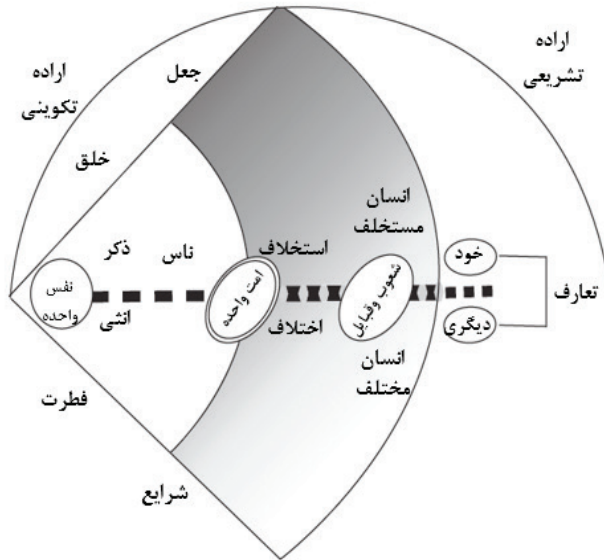 اراده
تشریعی
اراده
تکوینی
جعل
خلق
انسان
مستخلف
ذکر
ناس
استخلاف
خود
نفس
واحده
امت واحده
شعوب وقبایل
تعارف
انثی
اختلاف
دیگری
انسان
مختلف
فطرت
شرایع